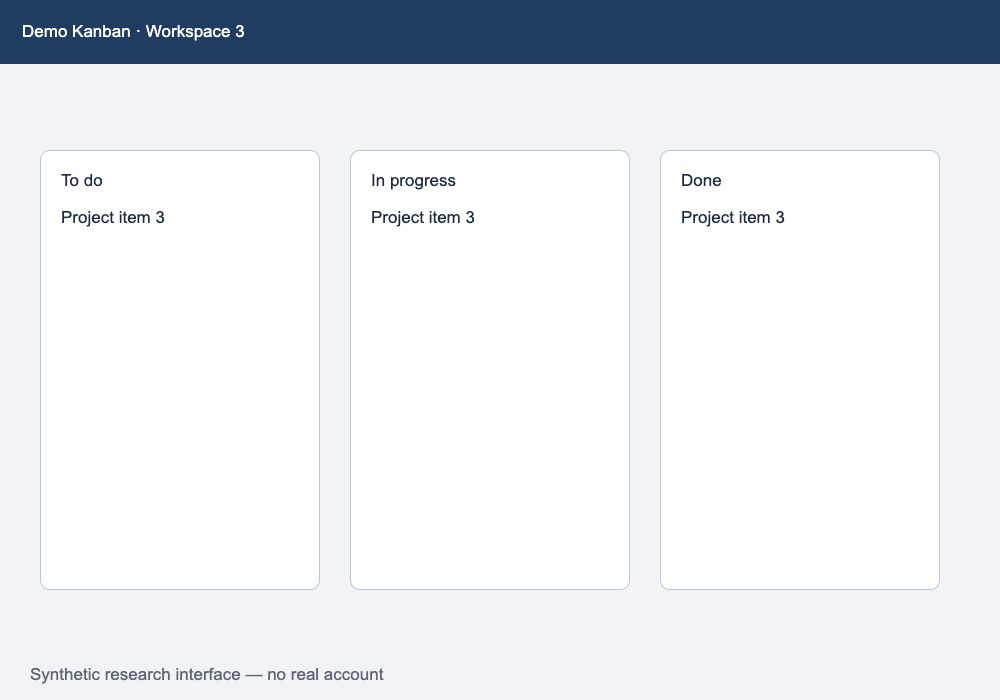 Demo Kanban · Workspace 3
To do
Project item 3
In progress
Project item 3
Done
Project item 3
Synthetic research interface — no real account